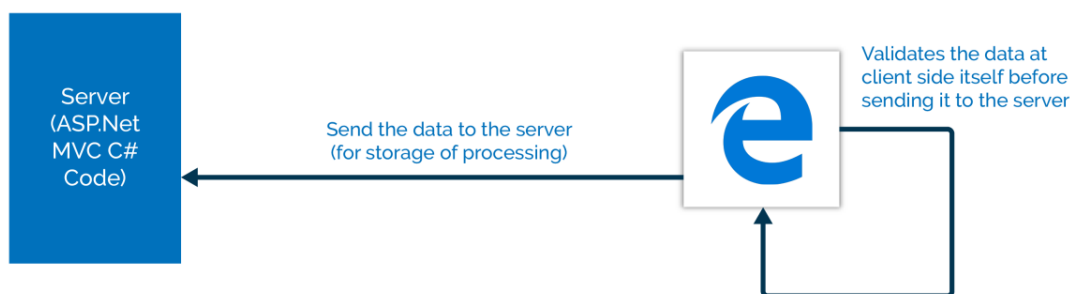 Server
(ASP.Net
MVC C#
Code)
Send the data to the server
(for storage of processing)
Validates the data at
client side itself before
sending it to the server